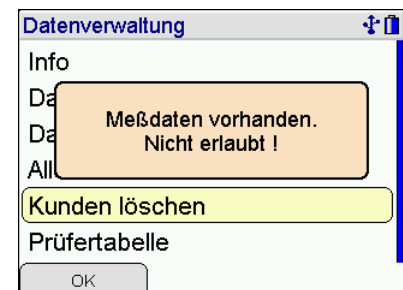 Datenverwaltung
Info
Da
Meßdaten vorhanden.
Da
Nicht erlaubt !
All
Kunden löschen
Prüfertabelle
OK